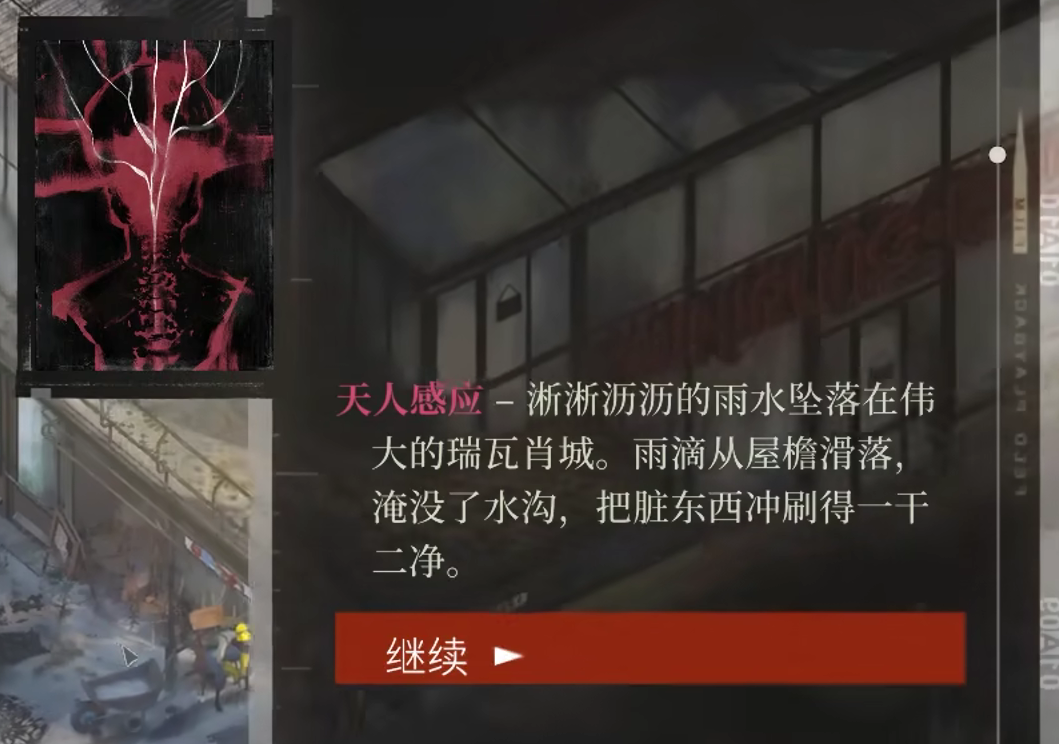 天人感应 – 淅淅沥沥的雨水坠落在伟
大的瑞瓦肖城。雨滴从屋檐滑落，
淹没了水沟，把脏东西冲刷得一干
二净。
继续